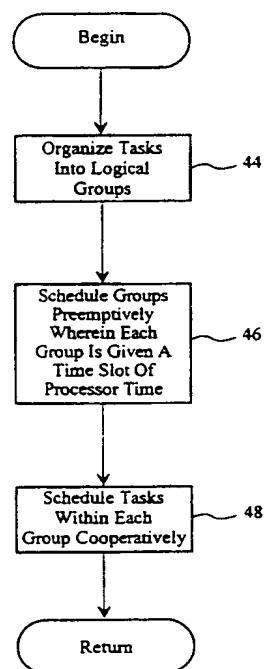 Begin
Organize Tasks
Into Logical
Groups
44
Schedule Groups
Preemptively
Wherein Each
Group Is Given A
Time Slot Of
Processor Time
46
Schedule Tasks
Within Each
Group Cooperatively
48
Return